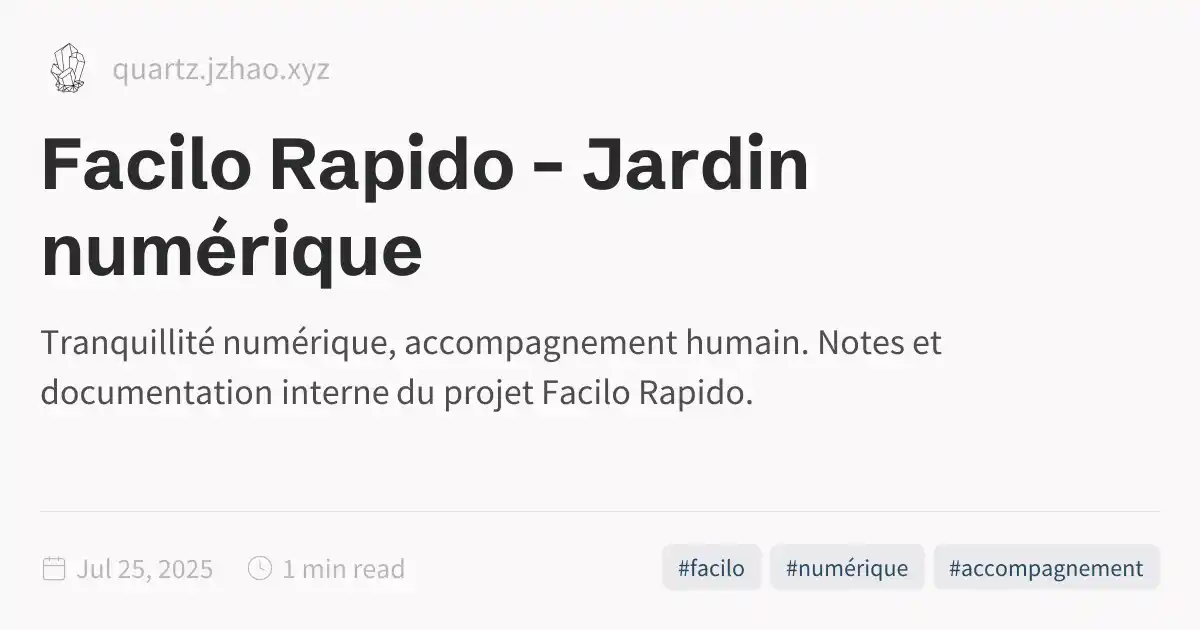 quartz.jzhao.xyz
Facilo Rapido - Jardin
numérique
Tranquillité numérique, accompagnement humain. Notes et
documentation interne du projet Facilo Rapido.
Jul 25, 2025 1 min read #facilo #numérique #accompagnement